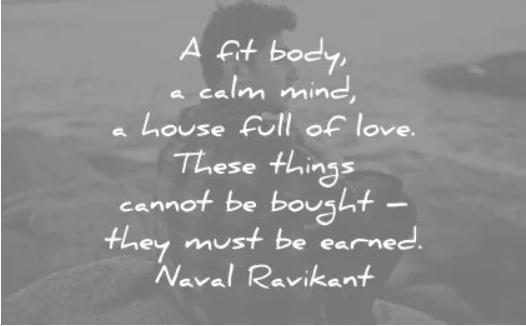 A fit body,
a calm mind,
a house full of love.
These things
cannot be bought —
they must be earned.
Naval Ravikant